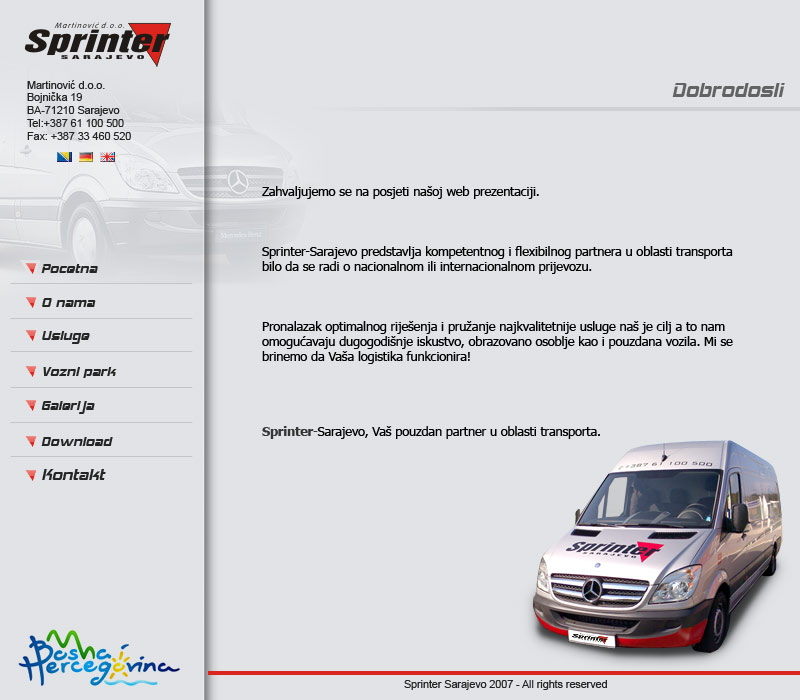 Martinović d.o.o.
Sprinter
SARAJEVO
Martinović d.o.o.
Bojnička 19
BA-71210 Sarajevo
Tel:+387 61 100 500
Fax: +387 33 460 520
Pocetna
O nama
Usluge
Vozni park
Galerija
Download
Kontakt
Bosna i
Hercegovina
Dobrodosli
Zahvaljujemo se na posjeti našoj web prezentaciji.
Sprinter-Sarajevo predstavlja kompetentnog i flexibilnog partnera u oblasti transporta
bilo da se radi o nacionalnom ili internacionalnom prijevozu.
Pronalazak optimalnog riješenja i pružanje najkvalitetnije usluge naš je cilj a to nam
omogućavaju dugogodišnje iskustvo, obrazovano osoblje kao i pouzdana vozila. Mi se
brinemo da Vaša logistika funkcionira!
Sprinter-Sarajevo, Vaš pouzdan partner u oblasti transporta.
+387 61 100 500
Sprinter
SARAJEVO
Sprinter
Sprinter Sarajevo 2007 - All rights reserved